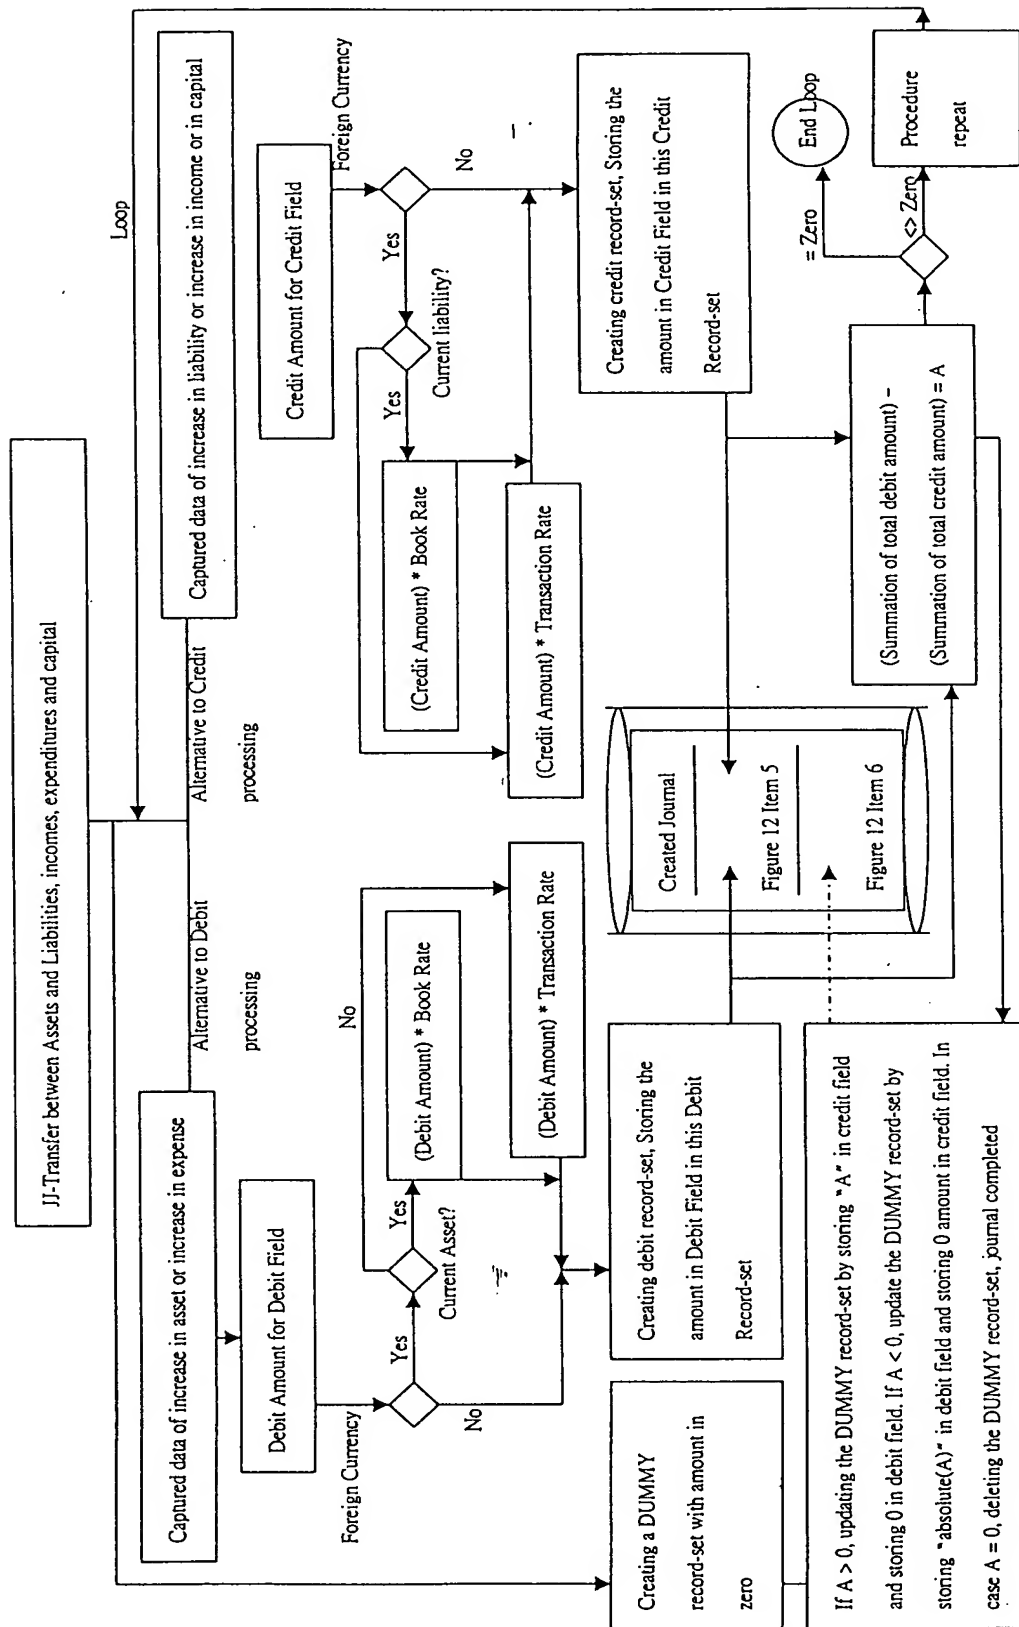 JJ-Transfer between Assets and Liabilities, incomes, expenditures and capital
Loop
Captured data of increase in asset or increase in expense
Alternative to Debit
processing
Alternative to Credit
processing
Captured data of increase in liability or increase in income or in capital
Debit Amount for Debit Field
Foreign Currency
Yes
No
Current Asset?
Yes
No
(Debit Amount) * Book Rate
(Debit Amount) * Transaction Rate
Credit Amount for Credit Field
Foreign Currency
Yes
No
Current liability?
Yes
(Credit Amount) * Book Rate
(Credit Amount) * Transaction Rate
Creating a DUMMY
record-set with amount in
zero
Creating debit record-set, Storing the
amount in Debit Field in this Debit
Record-set
Created Journal
Figure 12 Item 5
Figure 12 Item 6
Creating credit record-set, Storing the
amount in Credit Field in this Credit
Record-set
If A > 0, updating the DUMMY record-set by storing "A" in credit field
and storing 0 in debit field. If A < 0, update the DUMMY record-set by
storing "absolute(A)" in debit field and storing 0 amount in credit field. In
case A = 0, deleting the DUMMY record-set, journal completed
(Summation of total debit amount) –
(Summation of total credit amount) = A
= Zero
<> Zero
End Loop
Procedure
repeat